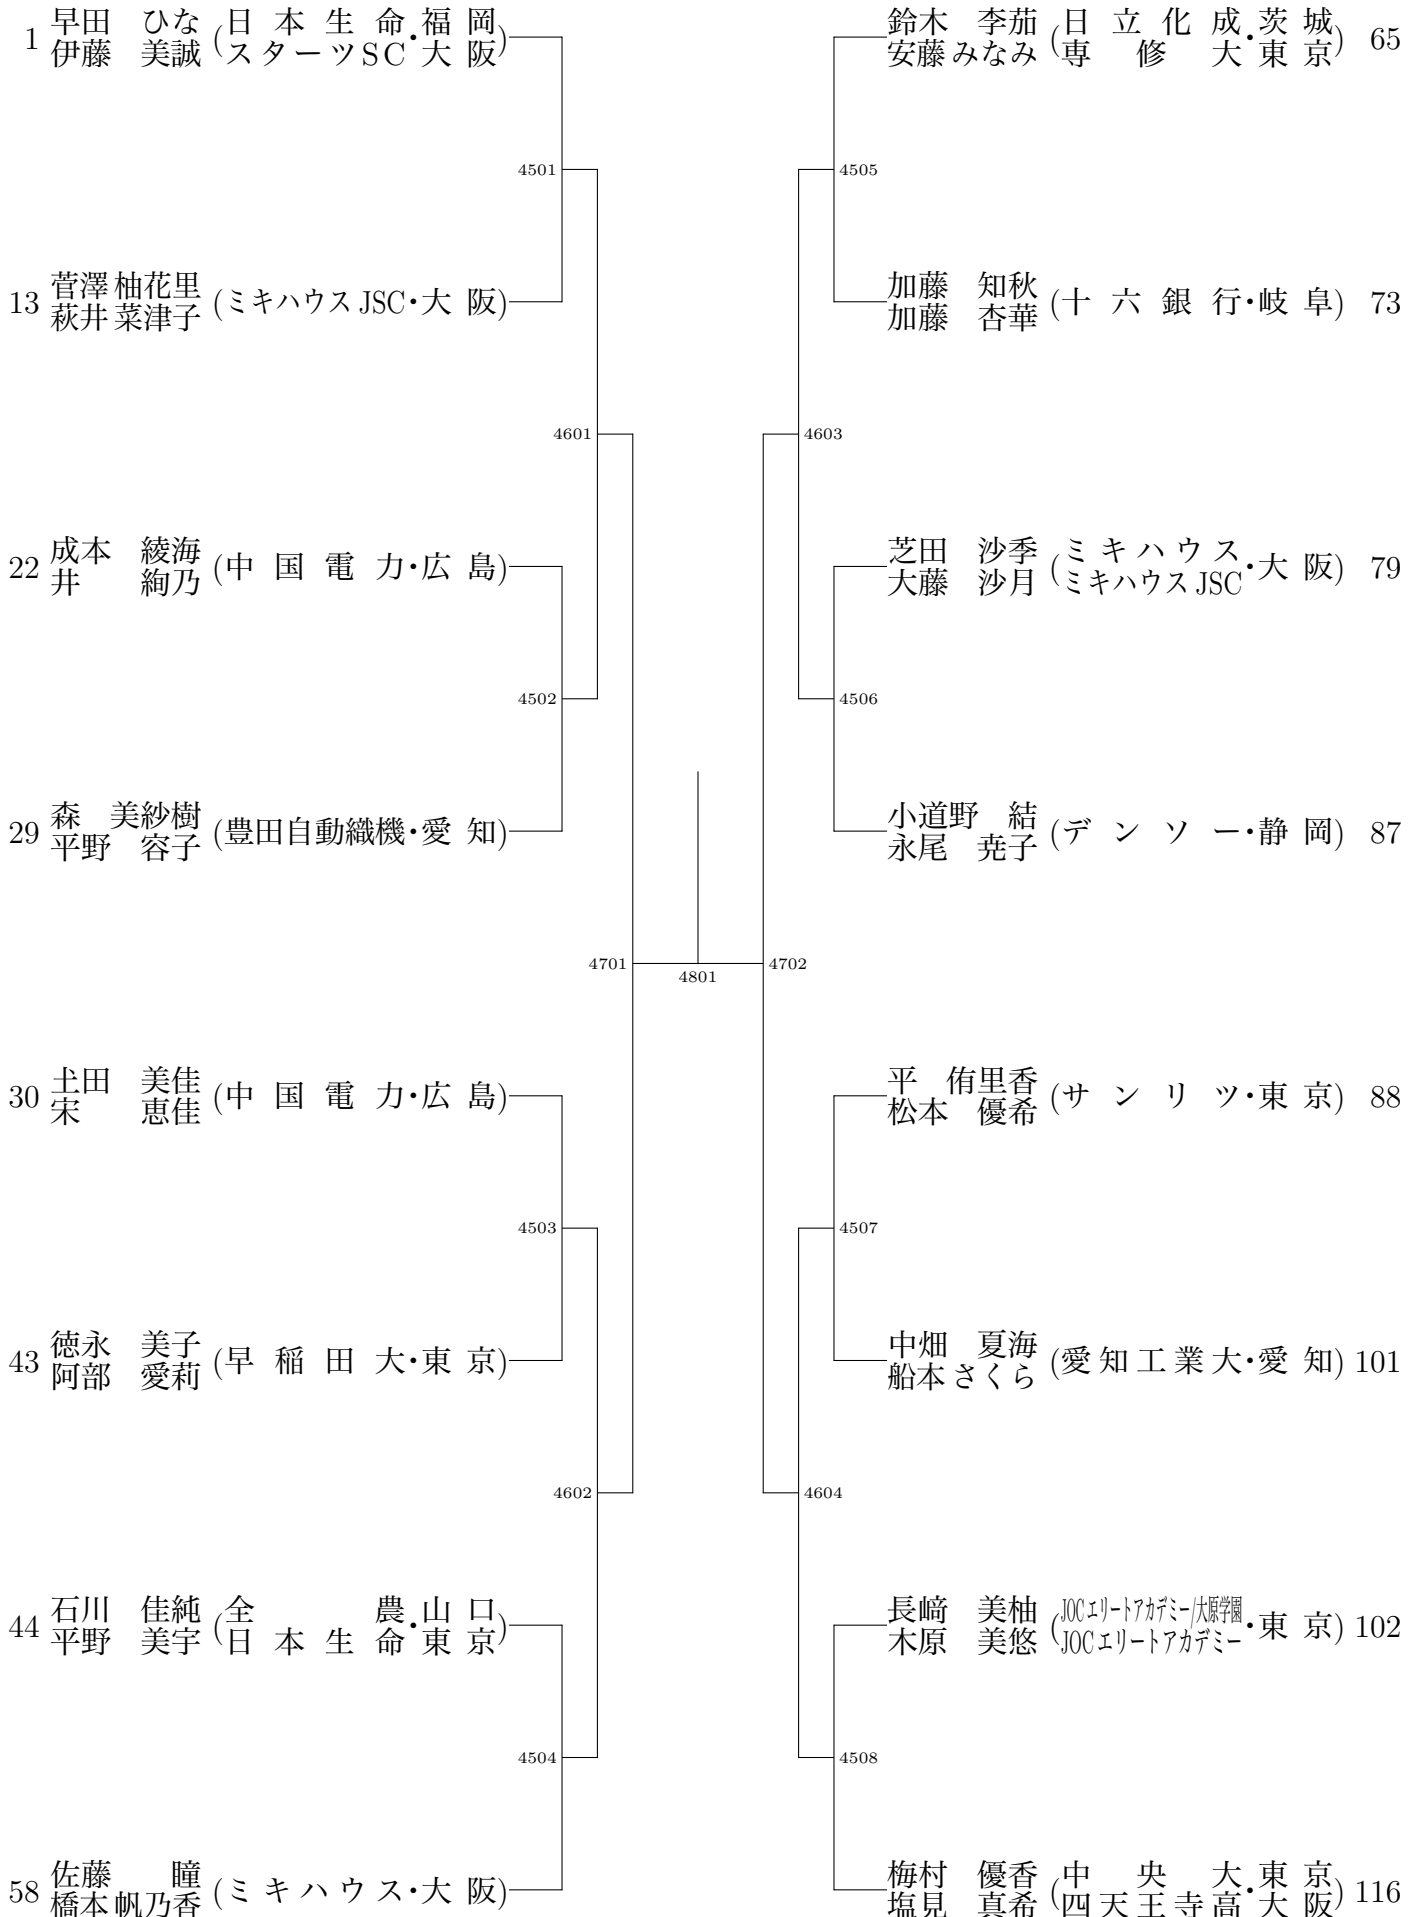 1 早田 ひな (日本生命・福岡)
伊藤 美誠 (スターツSC・大阪)
4501
13 菅澤 柚花里 (ミキハウスJSC・大阪)
萩井 菜津子
4601
22 成本 綾海 (中国電力・広島)
井 絢乃
4502
29 森 美紗樹 (豊田自動織機・愛知)
平野 容子
4701
30 土田 美佳 (中国電力・広島)
宋 恵佳
4503
43 徳永 美子 (早稲田大・東京)
阿部 愛莉
4602
44 石川 佳純 (全農・山口)
平野 美宇 (日本生命・東京)
4504
58 佐藤 瞳 (ミキハウス・大阪)
橋本 帆乃香
4801
鈴木 李茄 (日立化成・茨城) 65
安藤 みなみ (専修大・東京)
4505
加藤 知秋 (十六銀行・岐阜) 73
加藤 杏華
4603
芝田 沙季 (ミキハウス・大阪) 79
大藤 沙月 (ミキハウスJSC
4506
小道野 結 (デンソー・静岡) 87
永尾 尭子
4702
平 侑里香 (サンリツ・東京) 88
松本 優希
4507
中畑 夏海 (愛知工業大・愛知) 101
船本 さくら
4604
長﨑 美柚 (JOCエリートアカデミー/大原学園・東京) 102
木原 美悠 (JOCエリートアカデミー
4508
梅村 優香 (中央大・東京) 116
塩見 真希 (四天王寺高・大阪)